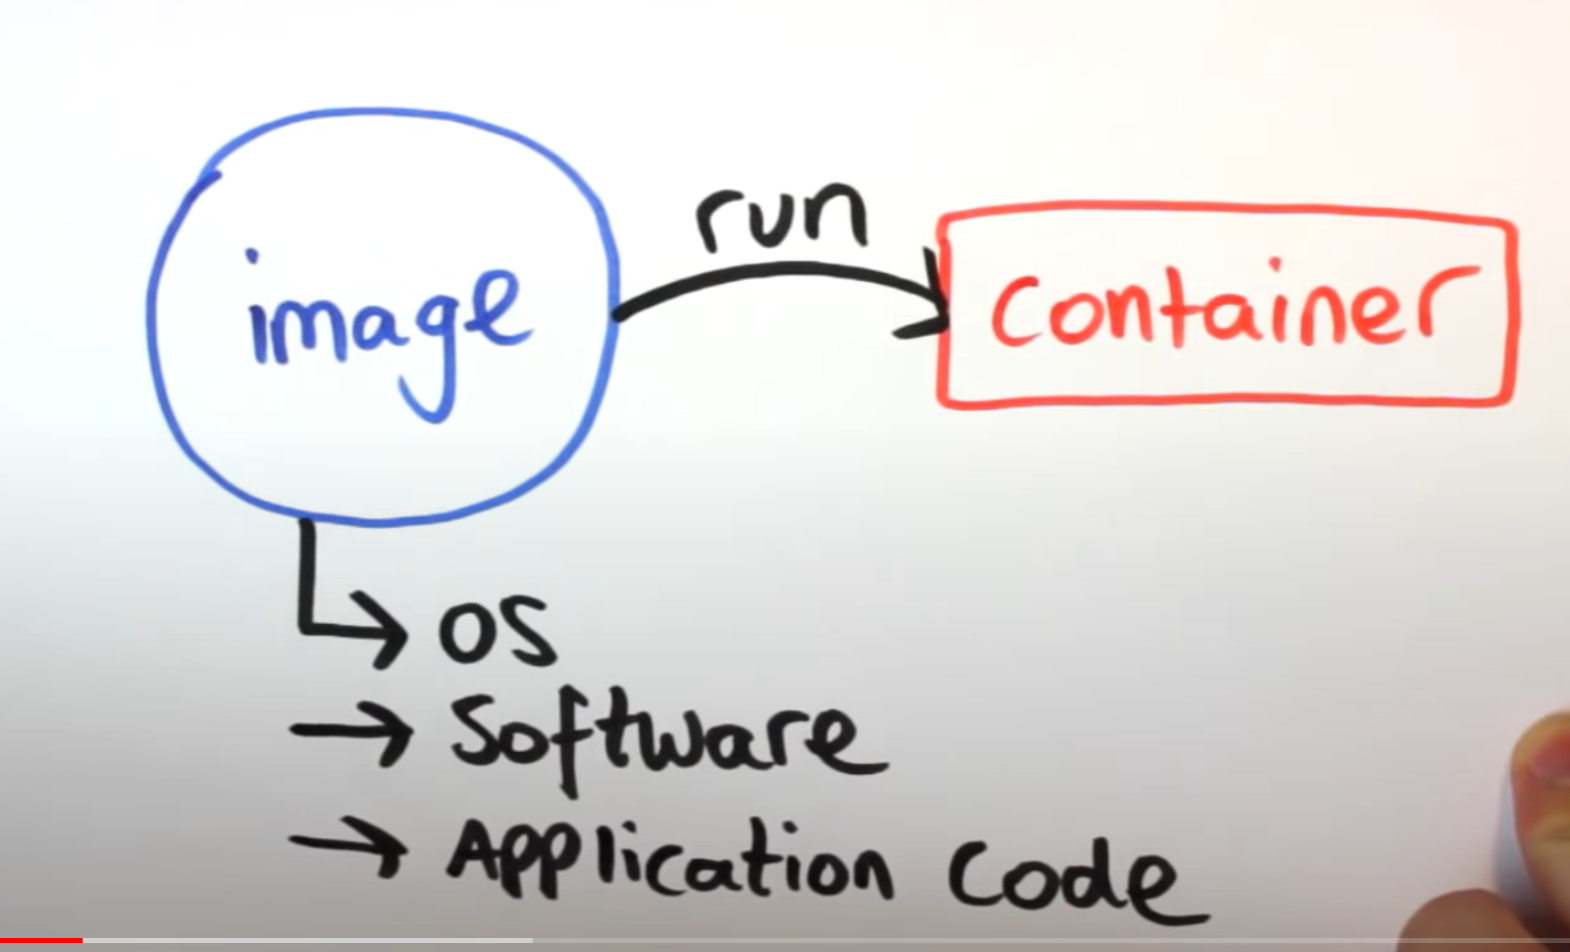 run
image
container
OS
Software
Application Code